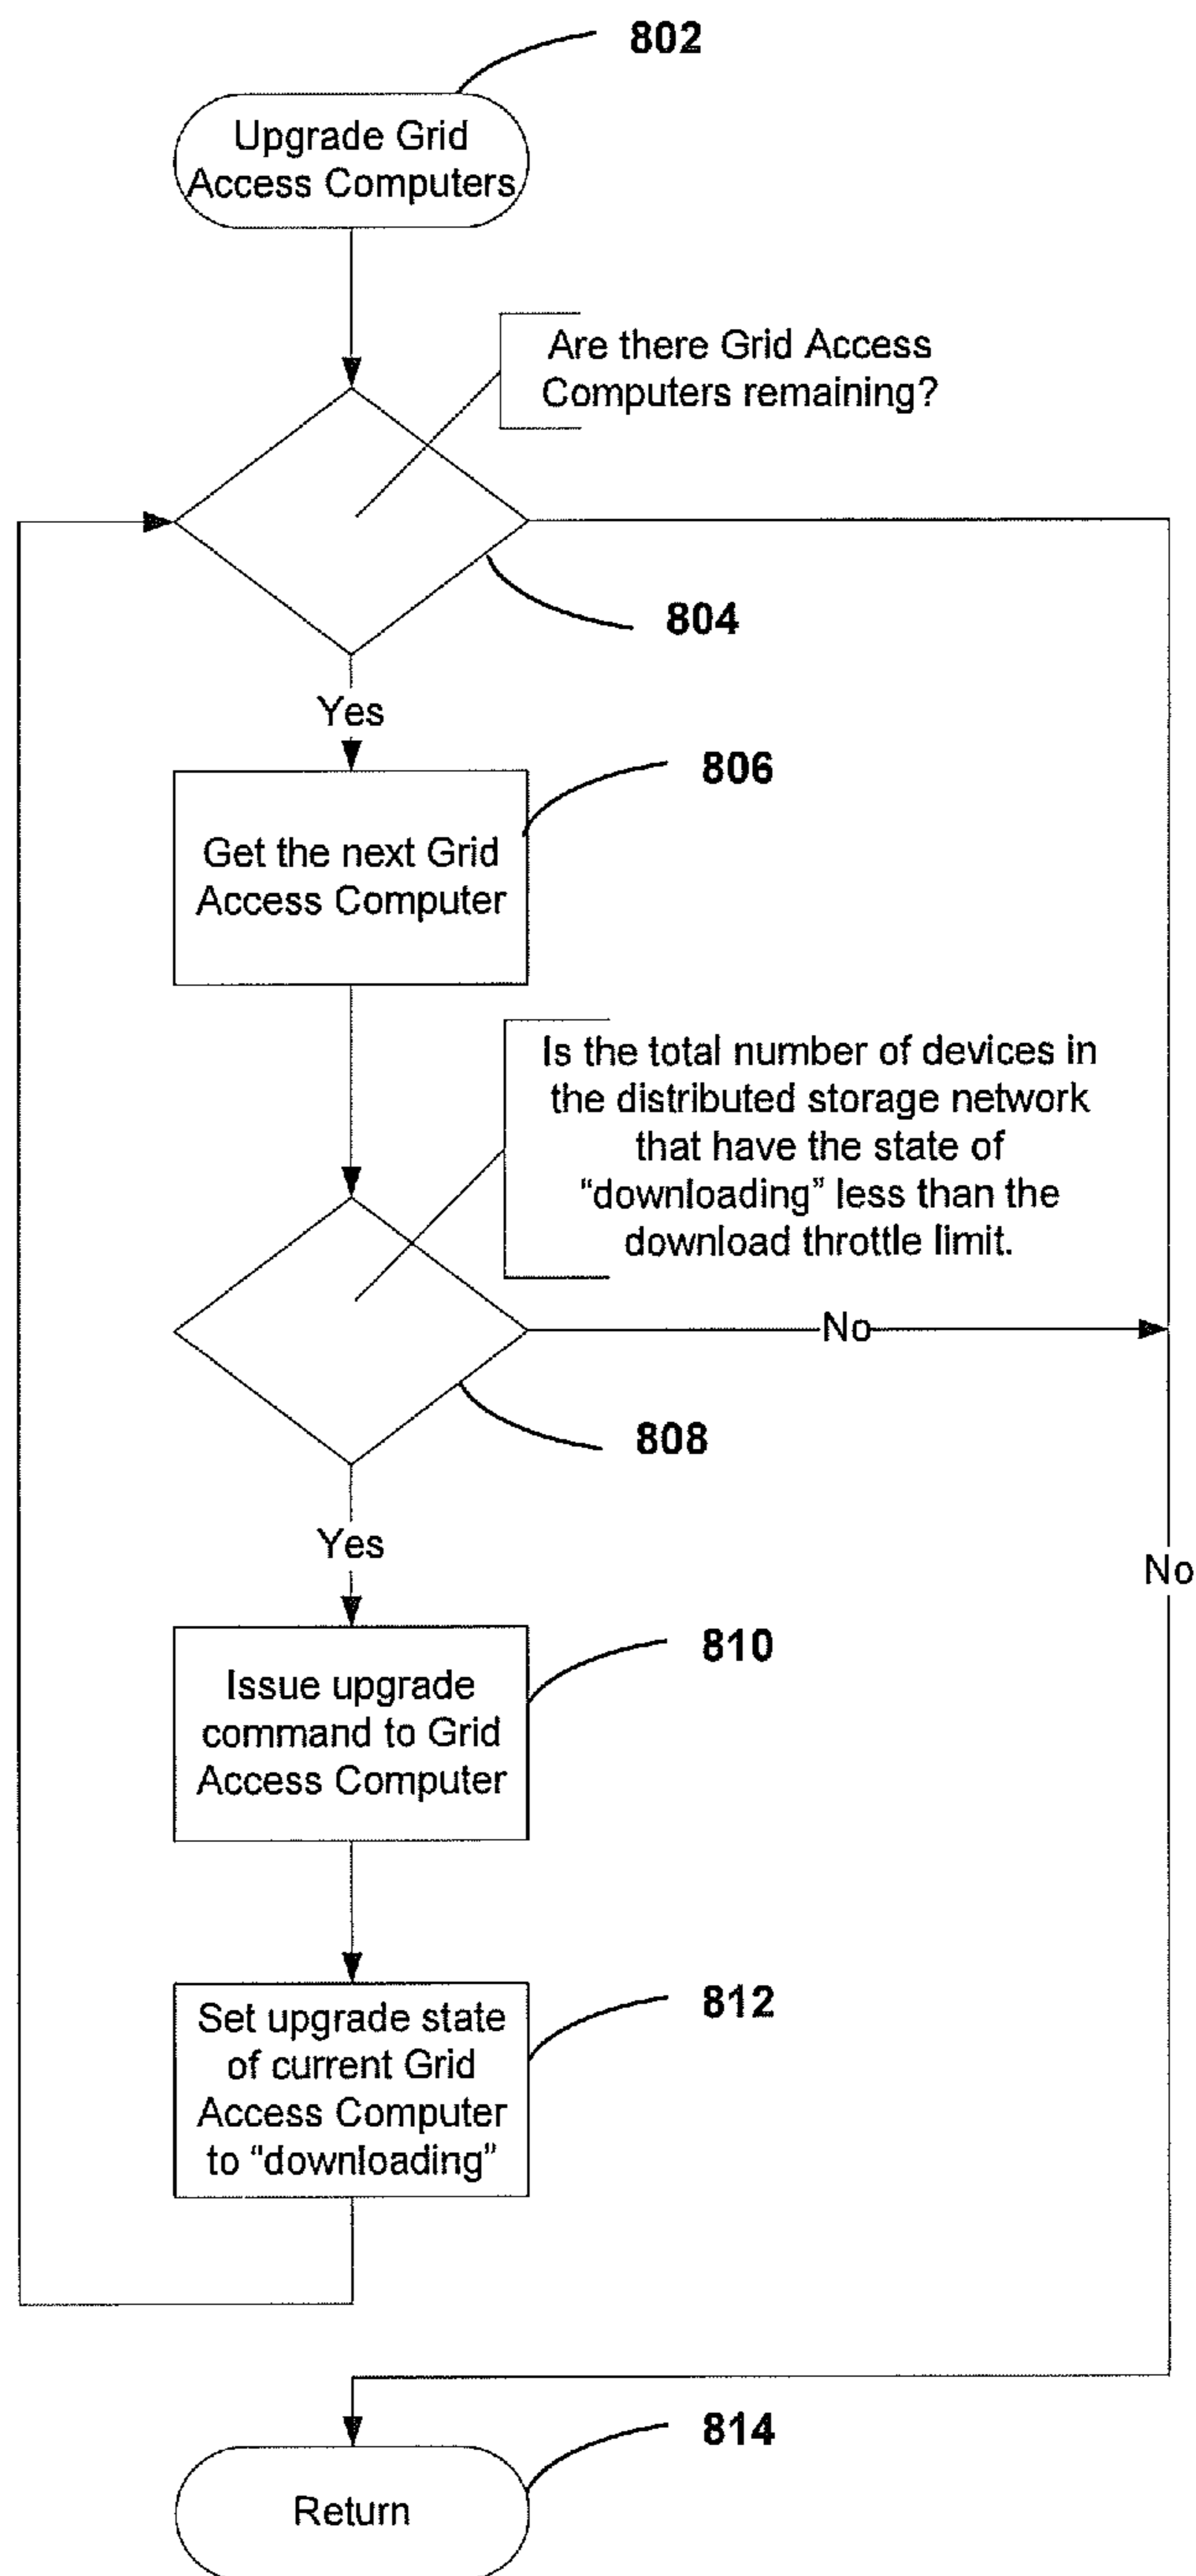 802
Upgrade Grid
Access Computers
Are there Grid Access
Computers remaining?
804
Yes
806
Get the next Grid
Access Computer
Is the total number of devices in
the distributed storage network
that have the state of
“downloading” less than the
download throttle limit.
No
808
Yes
No
810
Issue upgrade
command to Grid
Access Computer
812
Set upgrade state
of current Grid
Access Computer
to “downloading”
814
Return